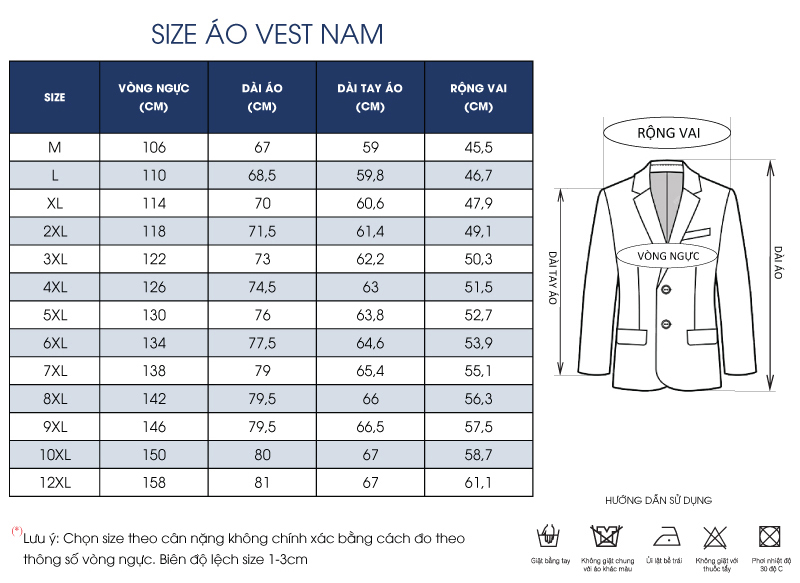 SIZE ÁO VEST NAM
SIZE VÒNG NGỰC (CM) DÀI ÁO (CM) DÀI TAY ÁO (CM) RỘNG VAI (CM)
M 106 67 59 45,5
L 110 68,5 59,8 46,7
XL 114 70 60,6 47,9
2XL 118 71,5 61,4 49,1
3XL 122 73 62,2 50,3
4XL 126 74,5 63 51,5
5XL 130 76 63,8 52,7
6XL 134 77,5 64,6 53,9
7XL 138 79 65,4 55,1
8XL 142 79,5 66 56,3
9XL 146 79,5 66,5 57,5
10XL 150 80 67 58,7
12XL 158 81 67 61,1
(*) Lưu ý: Chọn size theo cân nặng không chính xác bằng cách đo theo
thông số vòng ngực. Biên độ lệch size 1-3cm
RỘNG VAI
DÀI TAY ÁO
VÒNG NGỰC
DÀI ÁO
HƯỚNG DẪN SỬ DỤNG
Giặt bằng tay
Không giặt chung
với áo khác màu
Ủi lật bề trái
Không giặt với
thuốc tẩy
Phơi nhiệt độ
30 độ C